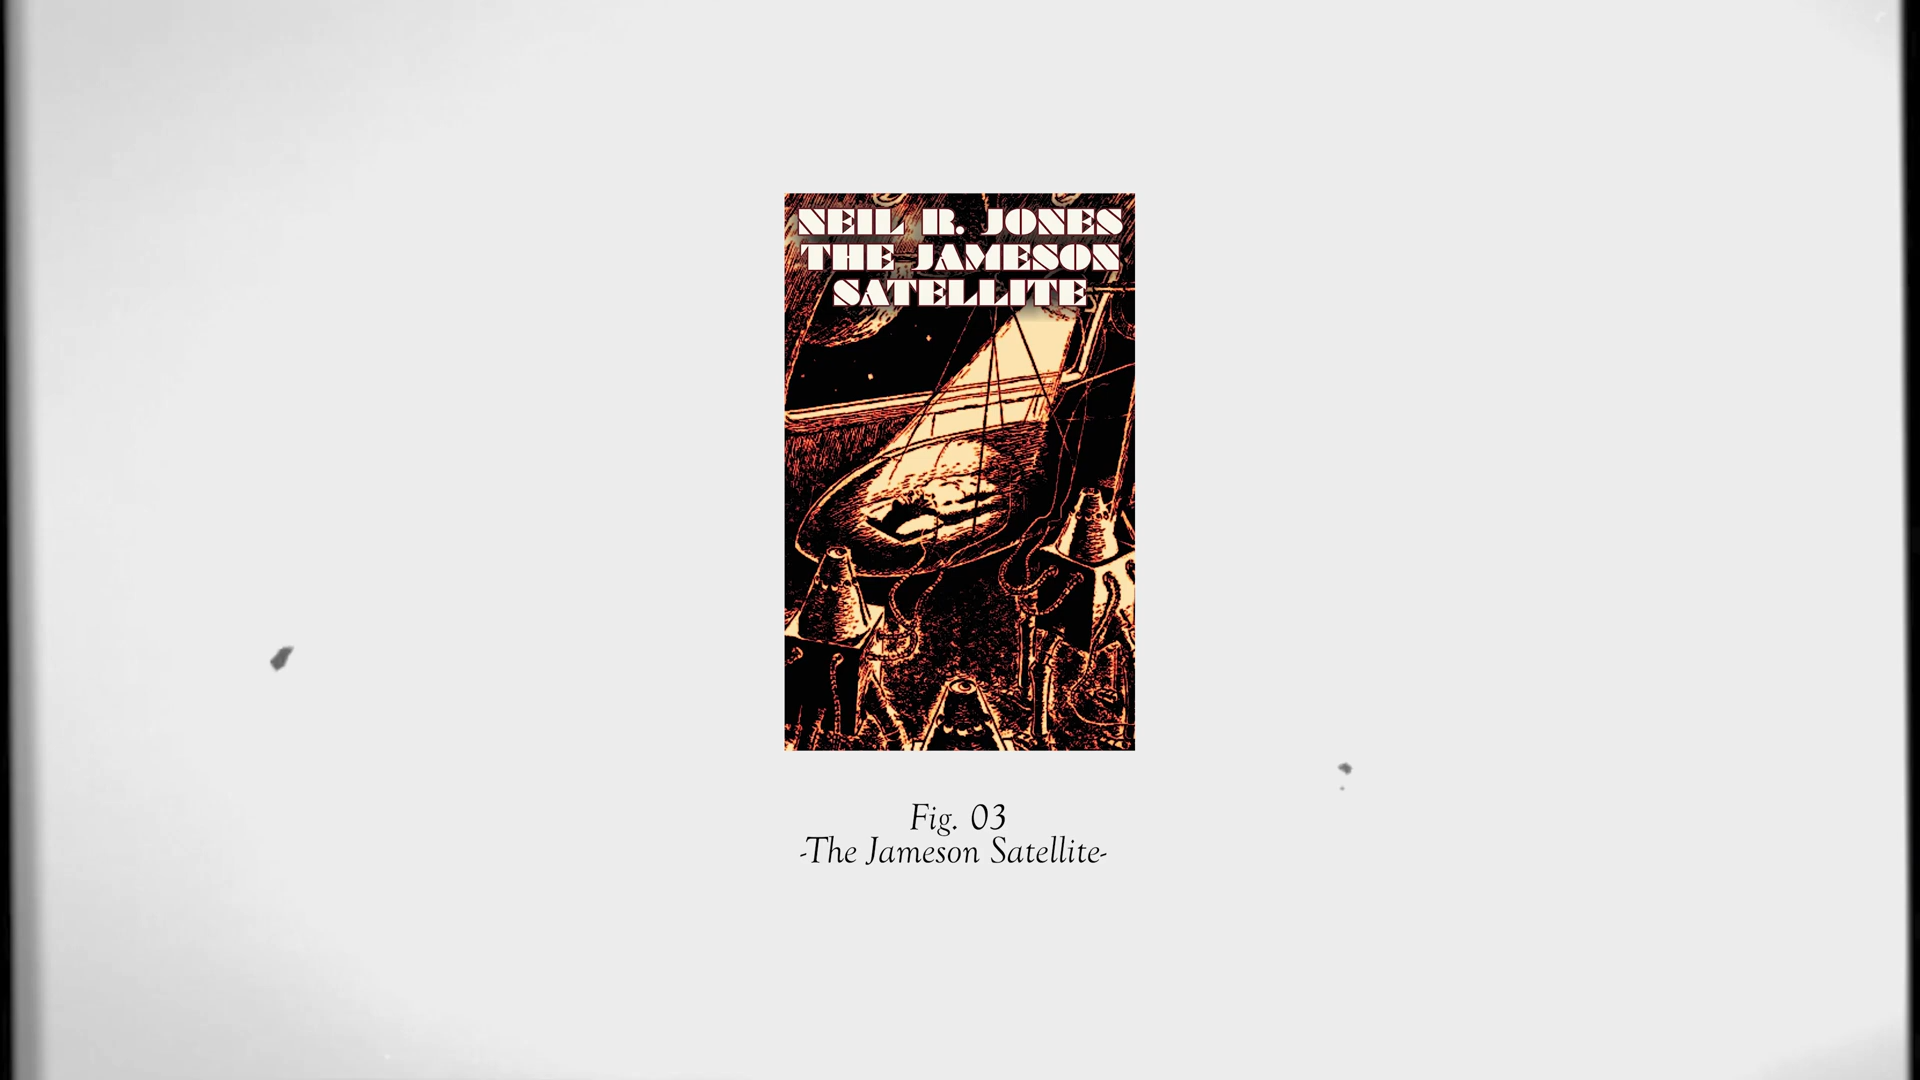 NEIL R. JONES
THE JAMESON
SATELLITE
Fig. 03
-The Jameson Satellite-